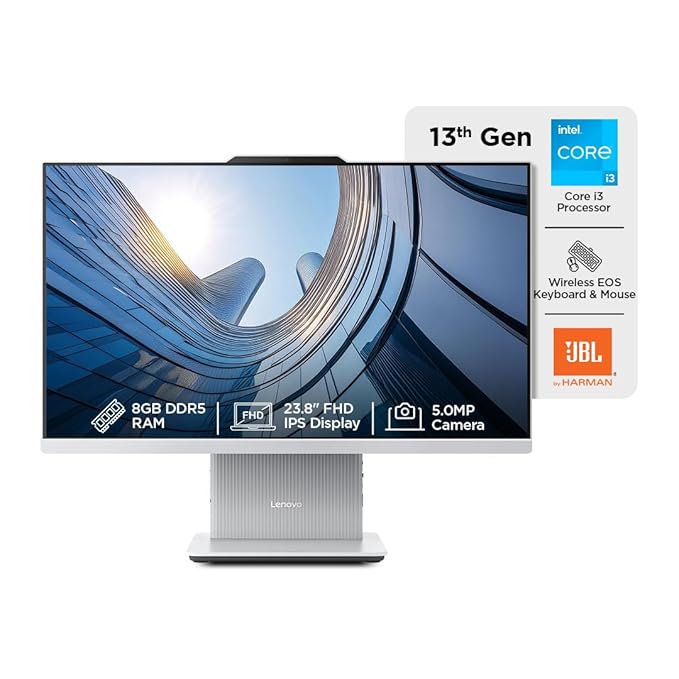 13th Gen
intel.
CORE
i3
Core i3
Processor
Wireless EOS
Keyboard & Mouse
JBL
by HARMAN
8GB DDR5
RAM
FHD
23.8" FHD
IPS Display
5.0MP
Camera
Lenovo